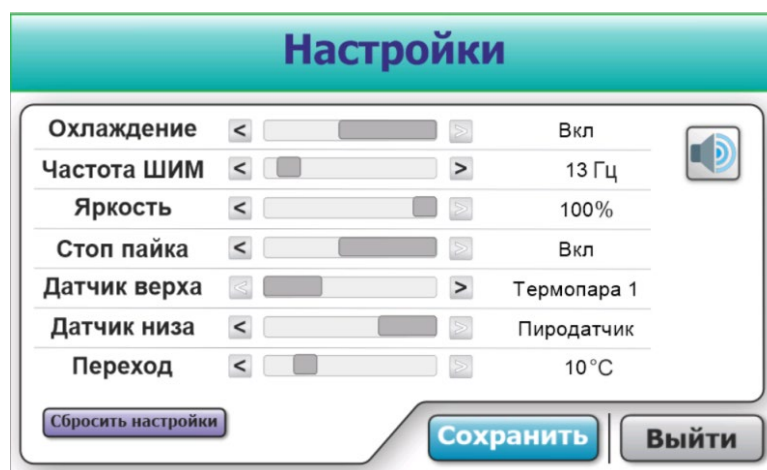 Настройки
Охлаждение < > Вкл
Частота ШИМ < > 13 Гц
Яркость < > 100%
Стоп пайка < > Вкл
Датчик верха < > Термопара 1
Датчик низа < > Пиродатчик
Переход < > 10°C
Сбросить настройки
Сохранить
Выйти